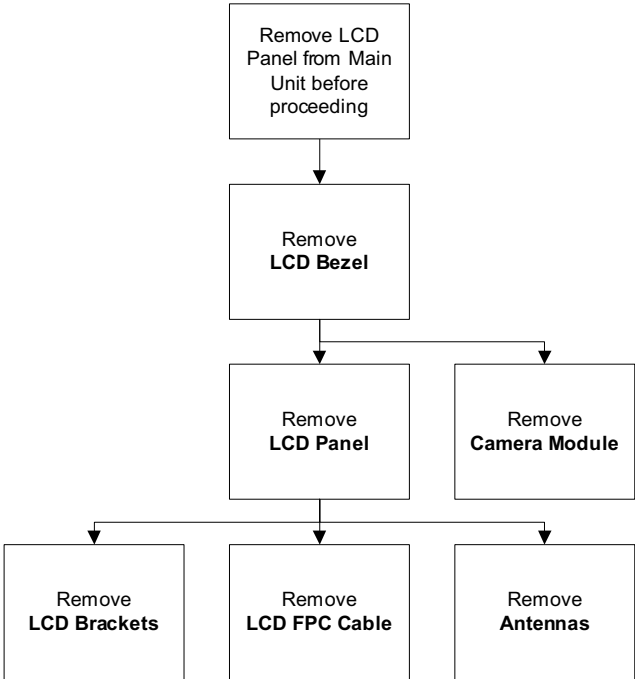 Remove LCD
Panel from Main
Unit before
proceeding
Remove
LCD Bezel
Remove
LCD Panel
Remove
Camera Module
Remove
LCD Brackets
Remove
LCD FPC Cable
Remove
Antennas